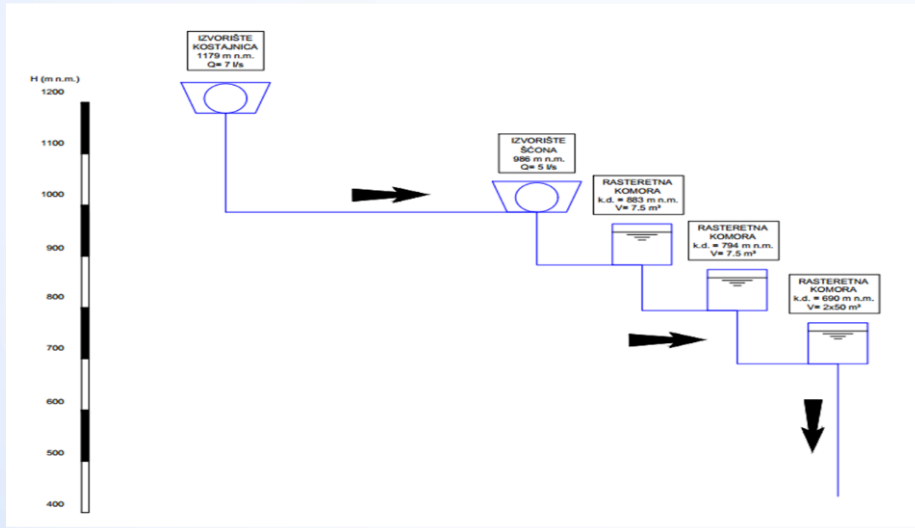 IZVORIŠTE
KOSTAJNICA
1179 m n.m.
Q= 7 l/s
H (m n.m.)
1200
1100
1000
900
800
700
600
500
400
IZVORIŠTE
ŠĆONA
986 m n.m.
Q= 5 l/s
RASTERETNA
KOMORA
k.d. = 883 m n.m.
V= 7.5 m³
RASTERETNA
KOMORA
k.d. = 794 m n.m.
V= 7.5 m³
RASTERETNA
KOMORA
k.d. = 690 m n.m.
V= 2x50 m³